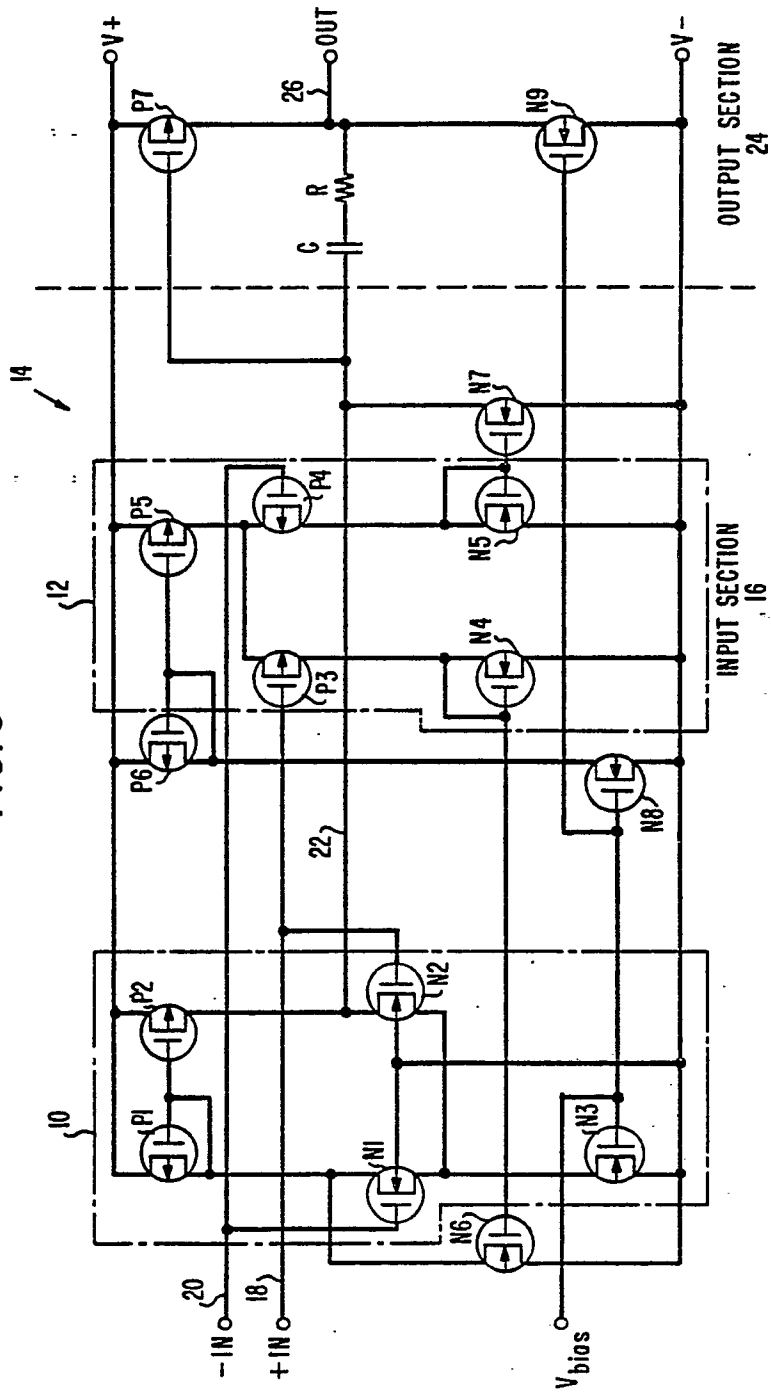 14
10
12
V+
P1
P2
P6
P5
P7
20
-IN
18
+IN
P3
P4
26
OUT
22
C
R
N1
N2
N6
N4
N5
N7
Vbias
N3
N8
N9
V-
INPUT SECTION
16
OUTPUT SECTION
24